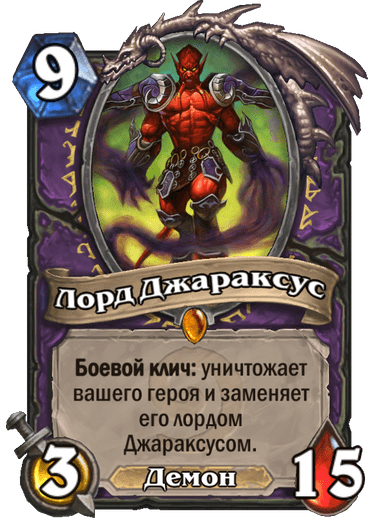 9
Лорд Джараксус
Боевой клич: уничтожает
вашего героя и заменяет
его лордом
Джараксусом.
3
Демон
15